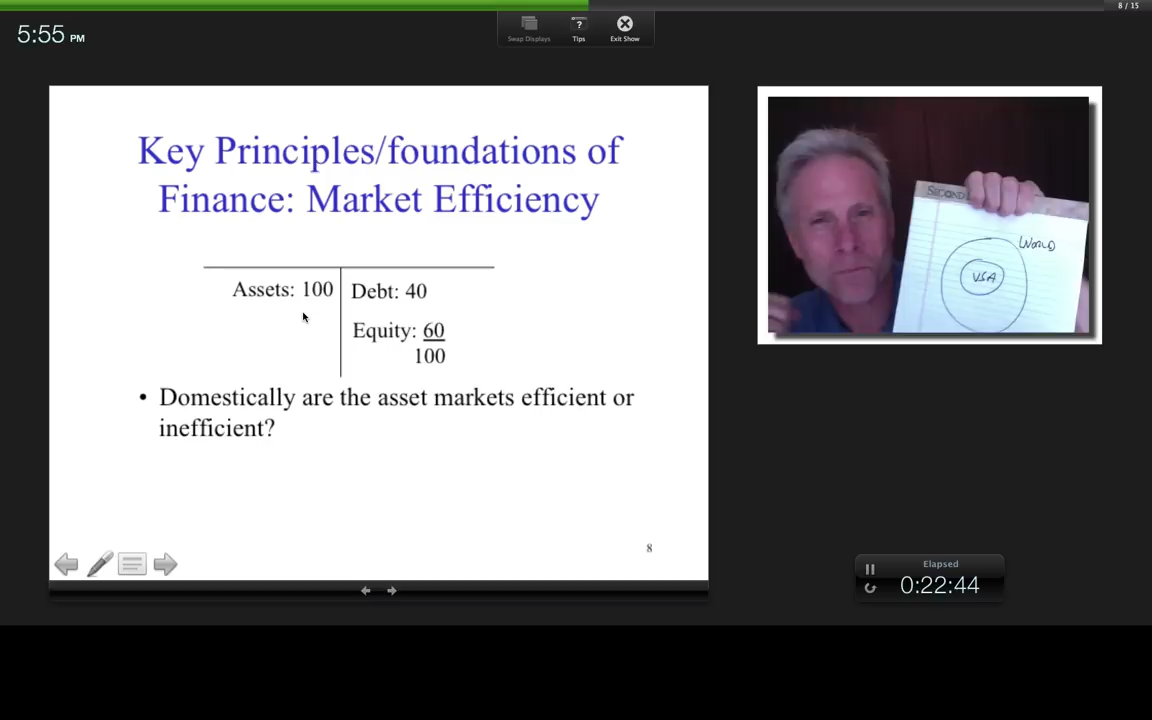 8 / 15
5:55 PM
Swap Displays
?
Tips
Exit Show
Key Principles/foundations of
Finance: Market Efficiency
Assets: 100
Debt: 40
Equity: 60
100
• Domestically are the asset markets efficient or
inefficient?
8
SECOND
WORLD
USA
Elapsed
0:22:44